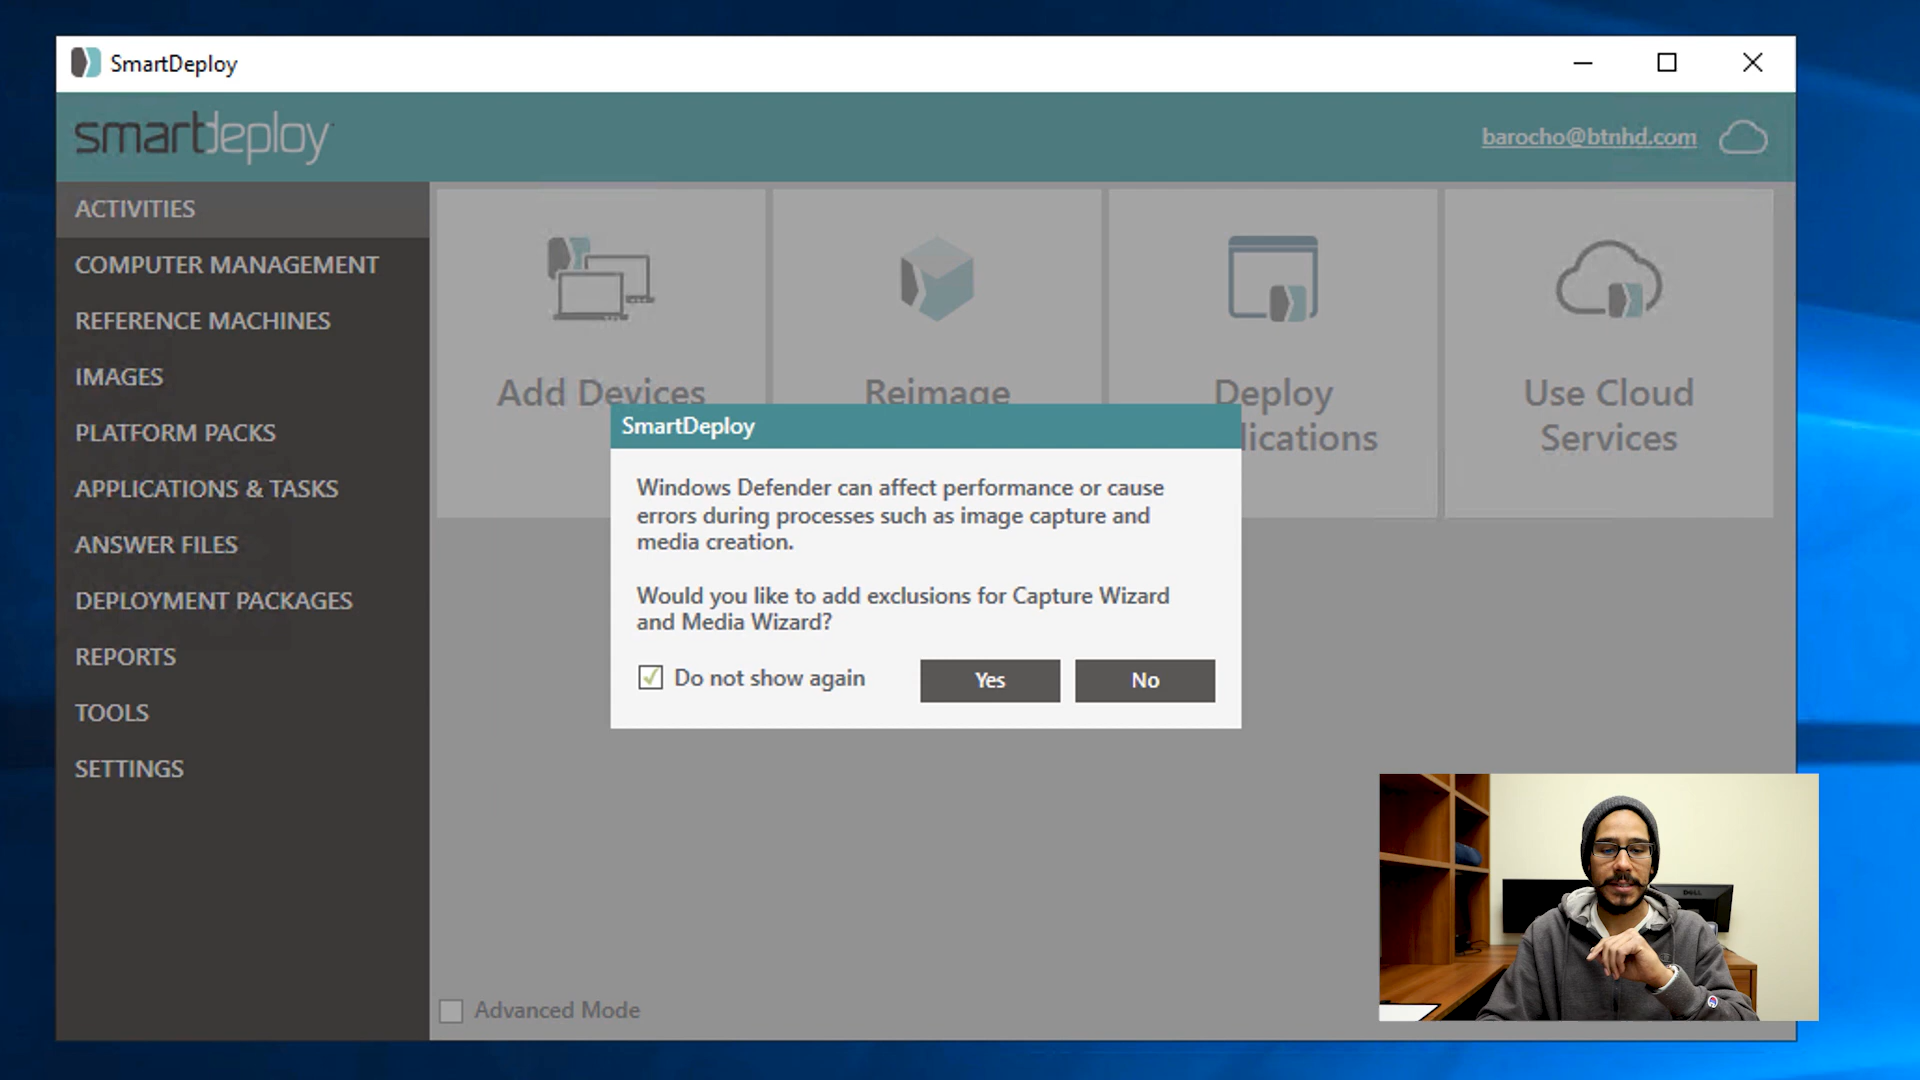 SmartDeploy
smartdeploy
barocho@btnhd.com
ACTIVITIES
COMPUTER MANAGEMENT
REFERENCE MACHINES
IMAGES
PLATFORM PACKS
APPLICATIONS & TASKS
ANSWER FILES
DEPLOYMENT PACKAGES
REPORTS
TOOLS
SETTINGS
Add Devices
Reimage
Deploy
lications
Use Cloud
Services
SmartDeploy
Windows Defender can affect performance or cause
errors during processes such as image capture and
media creation.
Would you like to add exclusions for Capture Wizard
and Media Wizard?
Do not show again
Yes
No
Advanced Mode
DELL